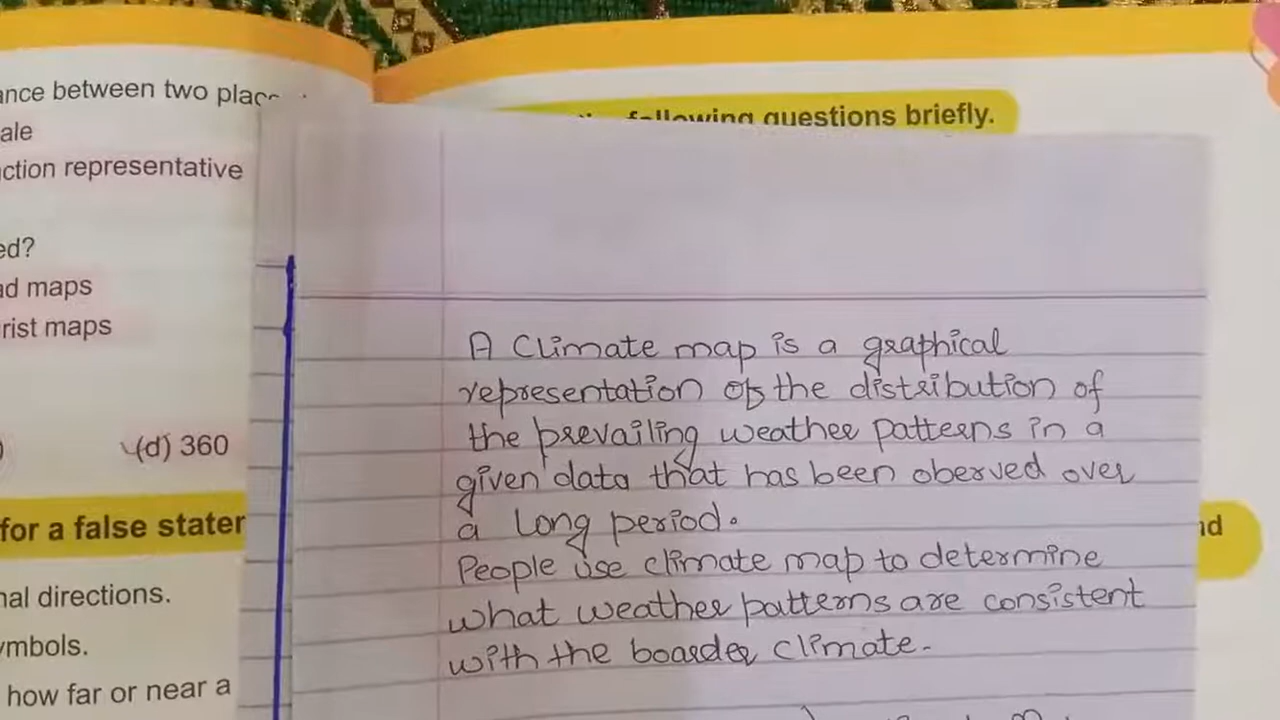 ance between two plac
ale
ction representative
ed?
ad maps
rist maps
(d) 360
for a false stater
nal directions.
ymbols.
how far or near a
following questions briefly.
A Climate map is a graphical
representation of the distribution of
the prevailing weather patterns in a
given data that has been oberved over
a long period.
People use climate map to determine
what weather patterns are consistent
with the boarder climate.
nd